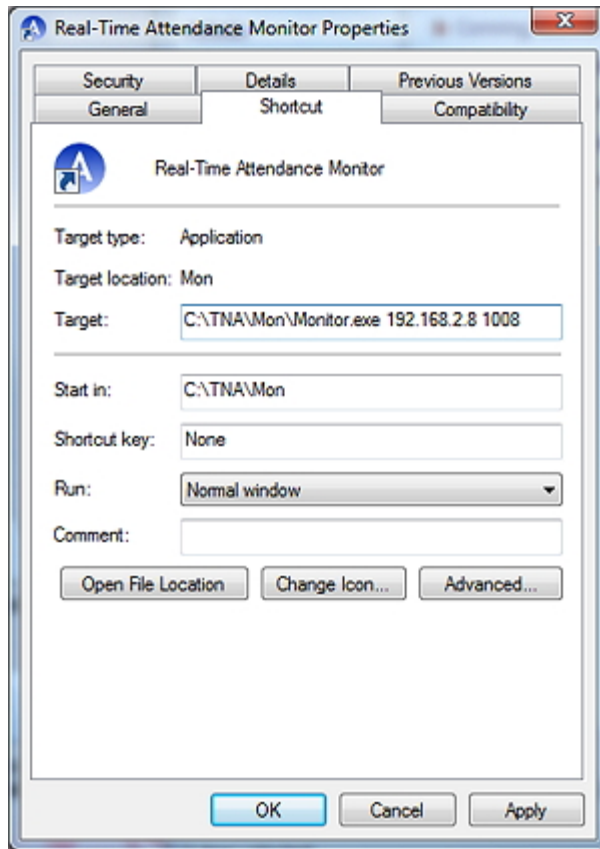 Real-Time Attendance Monitor Properties
Security Details Previous Versions
General Shortcut Compatibility
Real-Time Attendance Monitor
Target type: Application
Target location: Mon
Target: C:\TNA\Mon\Monitor.exe 192.168.2.8 1008
Start in: C:\TNA\Mon
Shortcut key: None
Run: Normal window
Comment:
Open File Location Change Icon... Advanced...
OK Cancel Apply